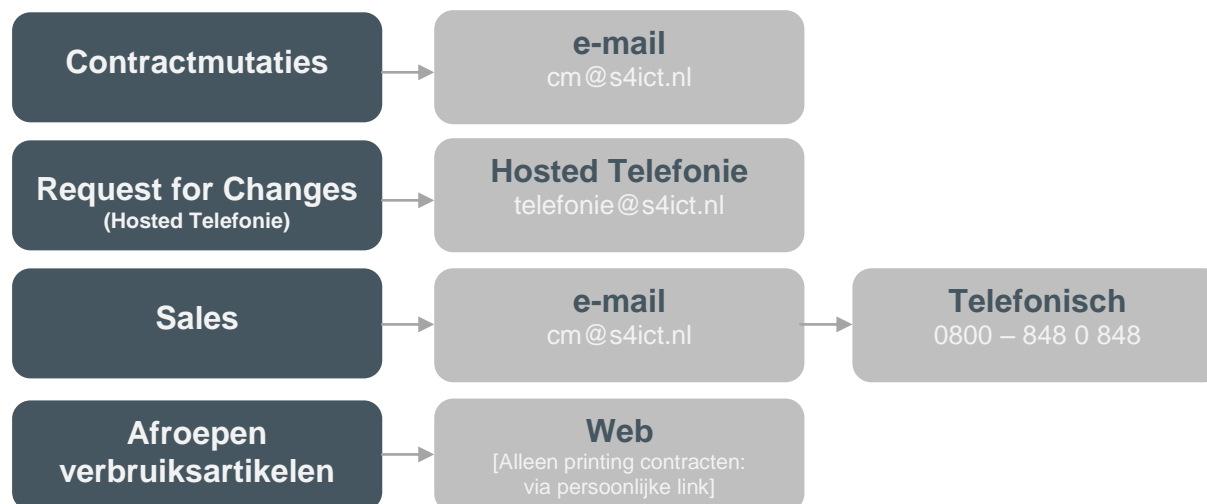 Contractmutaties
e-mail
cm@s4ict.nl
Request for Changes
(Hosted Telefonie)
Hosted Telefonie
telefonie@s4ict.nl
Sales
e-mail
cm@s4ict.nl
Telefonisch
0800 – 848 0 848
Afroepen
verbruiksartikelen
Web
[Alleen printing contracten:
via persoonlijke link]